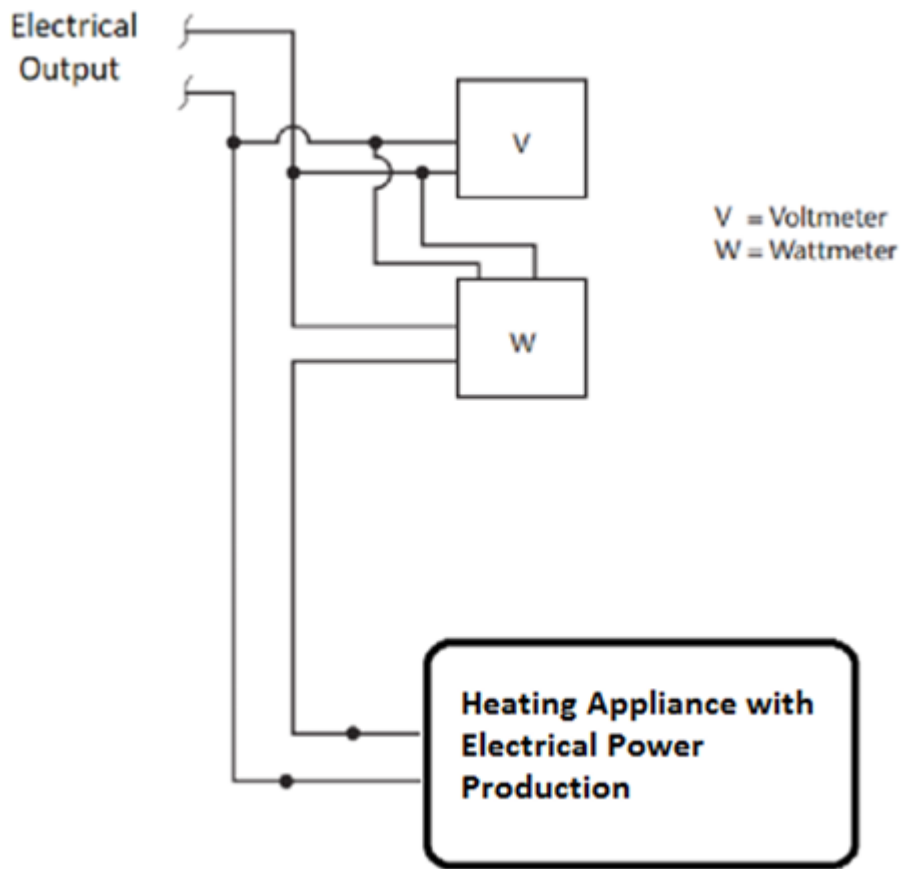 Electrical
Output
V
V = Voltmeter
W = Wattmeter
W
Heating Appliance with
Electrical Power
Production